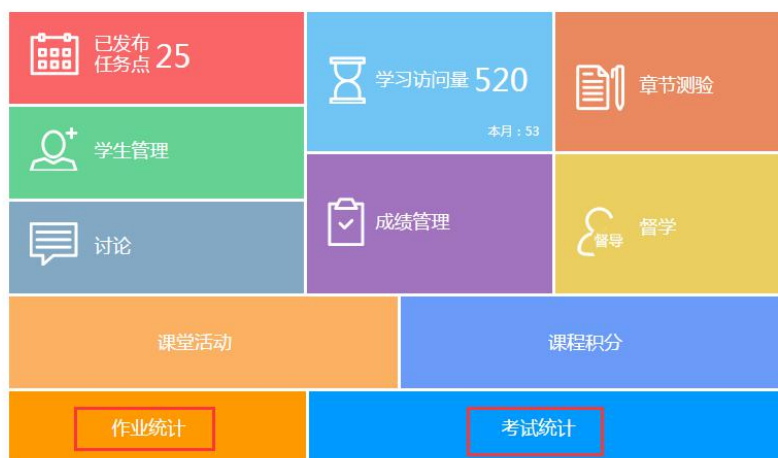 已发布
任务点 25
学习访问量 520
本月：53
章节测验
学生管理
成绩管理
督导
督学
讨论
课堂活动
课程积分
作业统计
考试统计